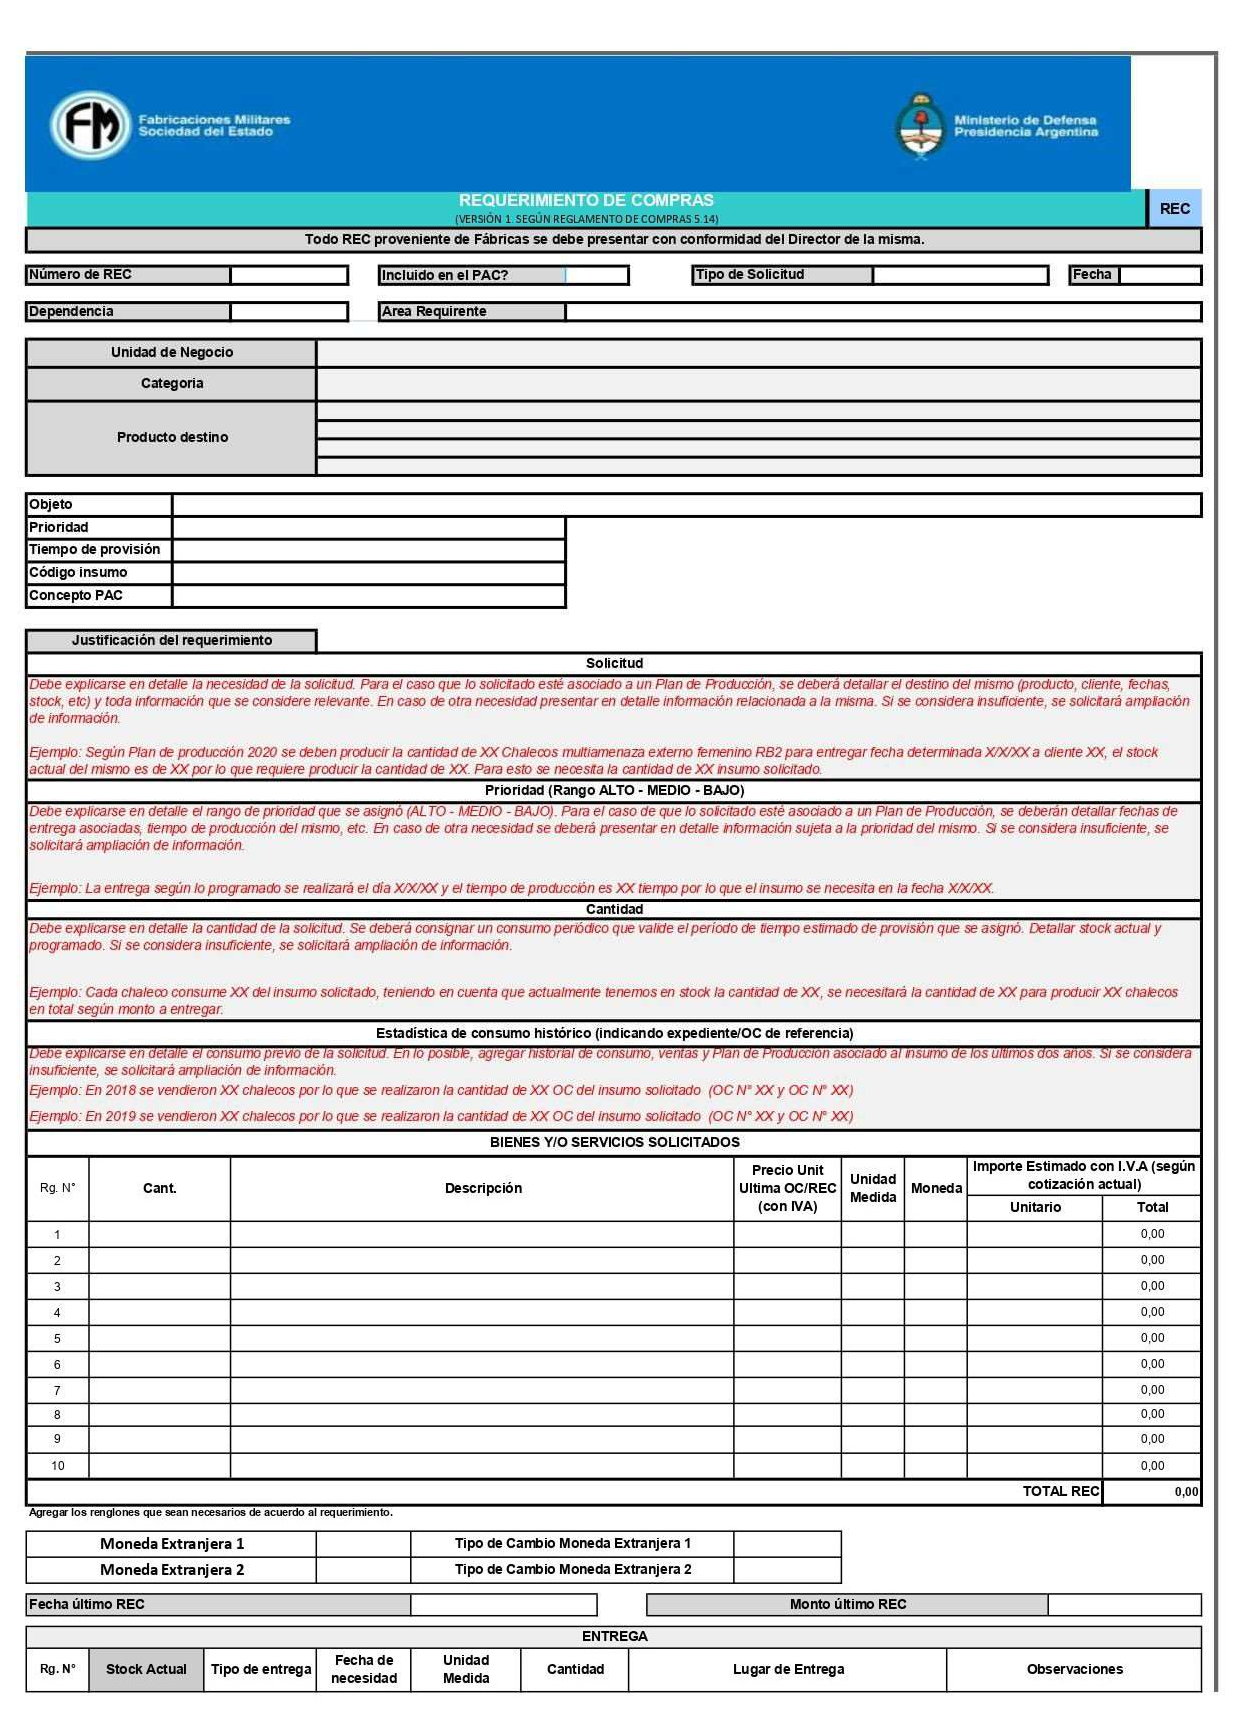 Fabricaciones Militares
Sociedad del Estado
Ministerio de Defensa
Presidencia Argentina
REQUERIMIENTO DE COMPRAS
(VERSIÓN 1. SEGÚN REGLAMENTO DE COMPRAS 5.14)
REC
Todo REC proveniente de Fábricas se debe presentar con conformidad del Director de la misma.
Número de REC
Incluido en el PAC?
Tipo de Solicitud
Fecha
Dependencia
Area Requirente
Unidad de Negocio
Categoria
Producto destino
Objeto
Prioridad
Tiempo de provisión
Código insumo
Concepto PAC
Justificación del requerimiento
Solicitud
Debe explicarse en detalle la necesidad de la solicitud. Para el caso que lo solicitado esté asociado a un Plan de Producción, se deberá detallar el destino del mismo (producto, cliente, fechas,
stock, etc) y toda información que se considere relevante. En caso de otra necesidad presentar en detalle información relacionada a la misma. Si se considera insuficiente, se solicitará ampliación
de información.
Ejemplo: Según Plan de producción 2020 se deben producir la cantidad de XX Chalecos multiamenaza externo femenino RB2 para entregar fecha determinada X/X/XX a cliente XX, el stock
actual del mismo es de XX por lo que requiere producir la cantidad de XX. Para esto se necesita la cantidad de XX insumo solicitado.
Prioridad (Rango ALTO - MEDIO - BAJO)
Debe explicarse en detalle el rango de prioridad que se asignó (ALTO - MEDIO - BAJO). Para el caso de que lo solicitado esté asociado a un Plan de Producción, se deberán detallar fechas de
entrega asociadas, tiempo de producción del mismo, etc. En caso de otra necesidad se deberá presentar en detalle información sujeta a la prioridad del mismo. Si se considera insuficiente, se
solicitará ampliación de información.
Ejemplo: La entrega según lo programado se realizará el día X/X/XX y el tiempo de producción es XX tiempo por lo que el insumo se necesita en la fecha X/X/XX.
Cantidad
Debe explicarse en detalle la cantidad de la solicitud. Se deberá consignar un consumo periódico que valide el período de tiempo estimado de provisión que se asignó. Detallar stock actual y
programado. Si se considera insuficiente, se solicitará ampliación de información.
Ejemplo: Cada chaleco consume XX del insumo solicitado, teniendo en cuenta que actualmente tenemos en stock la cantidad de XX, se necesitará la cantidad de XX para producir XX chalecos
en total según monto a entregar.
Estadística de consumo histórico (indicando expediente/OC de referencia)
Debe explicarse en detalle el consumo previo de la solicitud. En lo posible, agregar historial de consumo, ventas y Plan de Producción asociado al insumo de los últimos dos años. Si se considera
insuficiente, se solicitará ampliación de información.
Ejemplo: En 2018 se vendieron XX chalecos por lo que se realizaron la cantidad de XX OC del insumo solicitado (OC N° XX y OC N° XX)
Ejemplo: En 2019 se vendieron XX chalecos por lo que se realizaron la cantidad de XX OC del insumo solicitado (OC N° XX y OC N° XX)
BIENES Y/O SERVICIOS SOLICITADOS
Rg. N°
Cant.
Descripción
Precio Unit
Ultima OC/REC
(con IVA)
Unidad
Medida
Moneda
Importe Estimado con I.V.A (según
cotización actual)
Unitario
Total
1 0,00
2 0,00
3 0,00
4 0,00
5 0,00
6 0,00
7 0,00
8 0,00
9 0,00
10 0,00
TOTAL REC 0,00
Agregar los renglones que sean necesarios de acuerdo al requerimiento.
Moneda Extranjera 1
Tipo de Cambio Moneda Extranjera 1
Moneda Extranjera 2
Tipo de Cambio Moneda Extranjera 2
Fecha último REC
Monto último REC
ENTREGA
Rg. N°
Stock Actual
Tipo de entrega
Fecha de
necesidad
Unidad
Medida
Cantidad
Lugar de Entrega
Observaciones